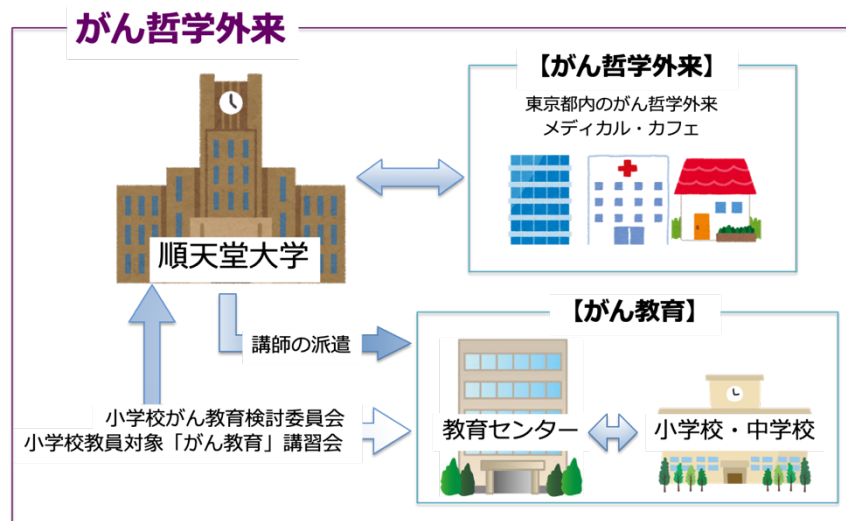 がん哲学外来
【がん哲学外来】
東京都内のがん哲学外来
メディカル・カフェ
順天堂大学
【がん教育】
講師の派遣
小学校がん教育検討委員会
小学校教員対象「がん教育」講習会
教育センター
小学校・中学校